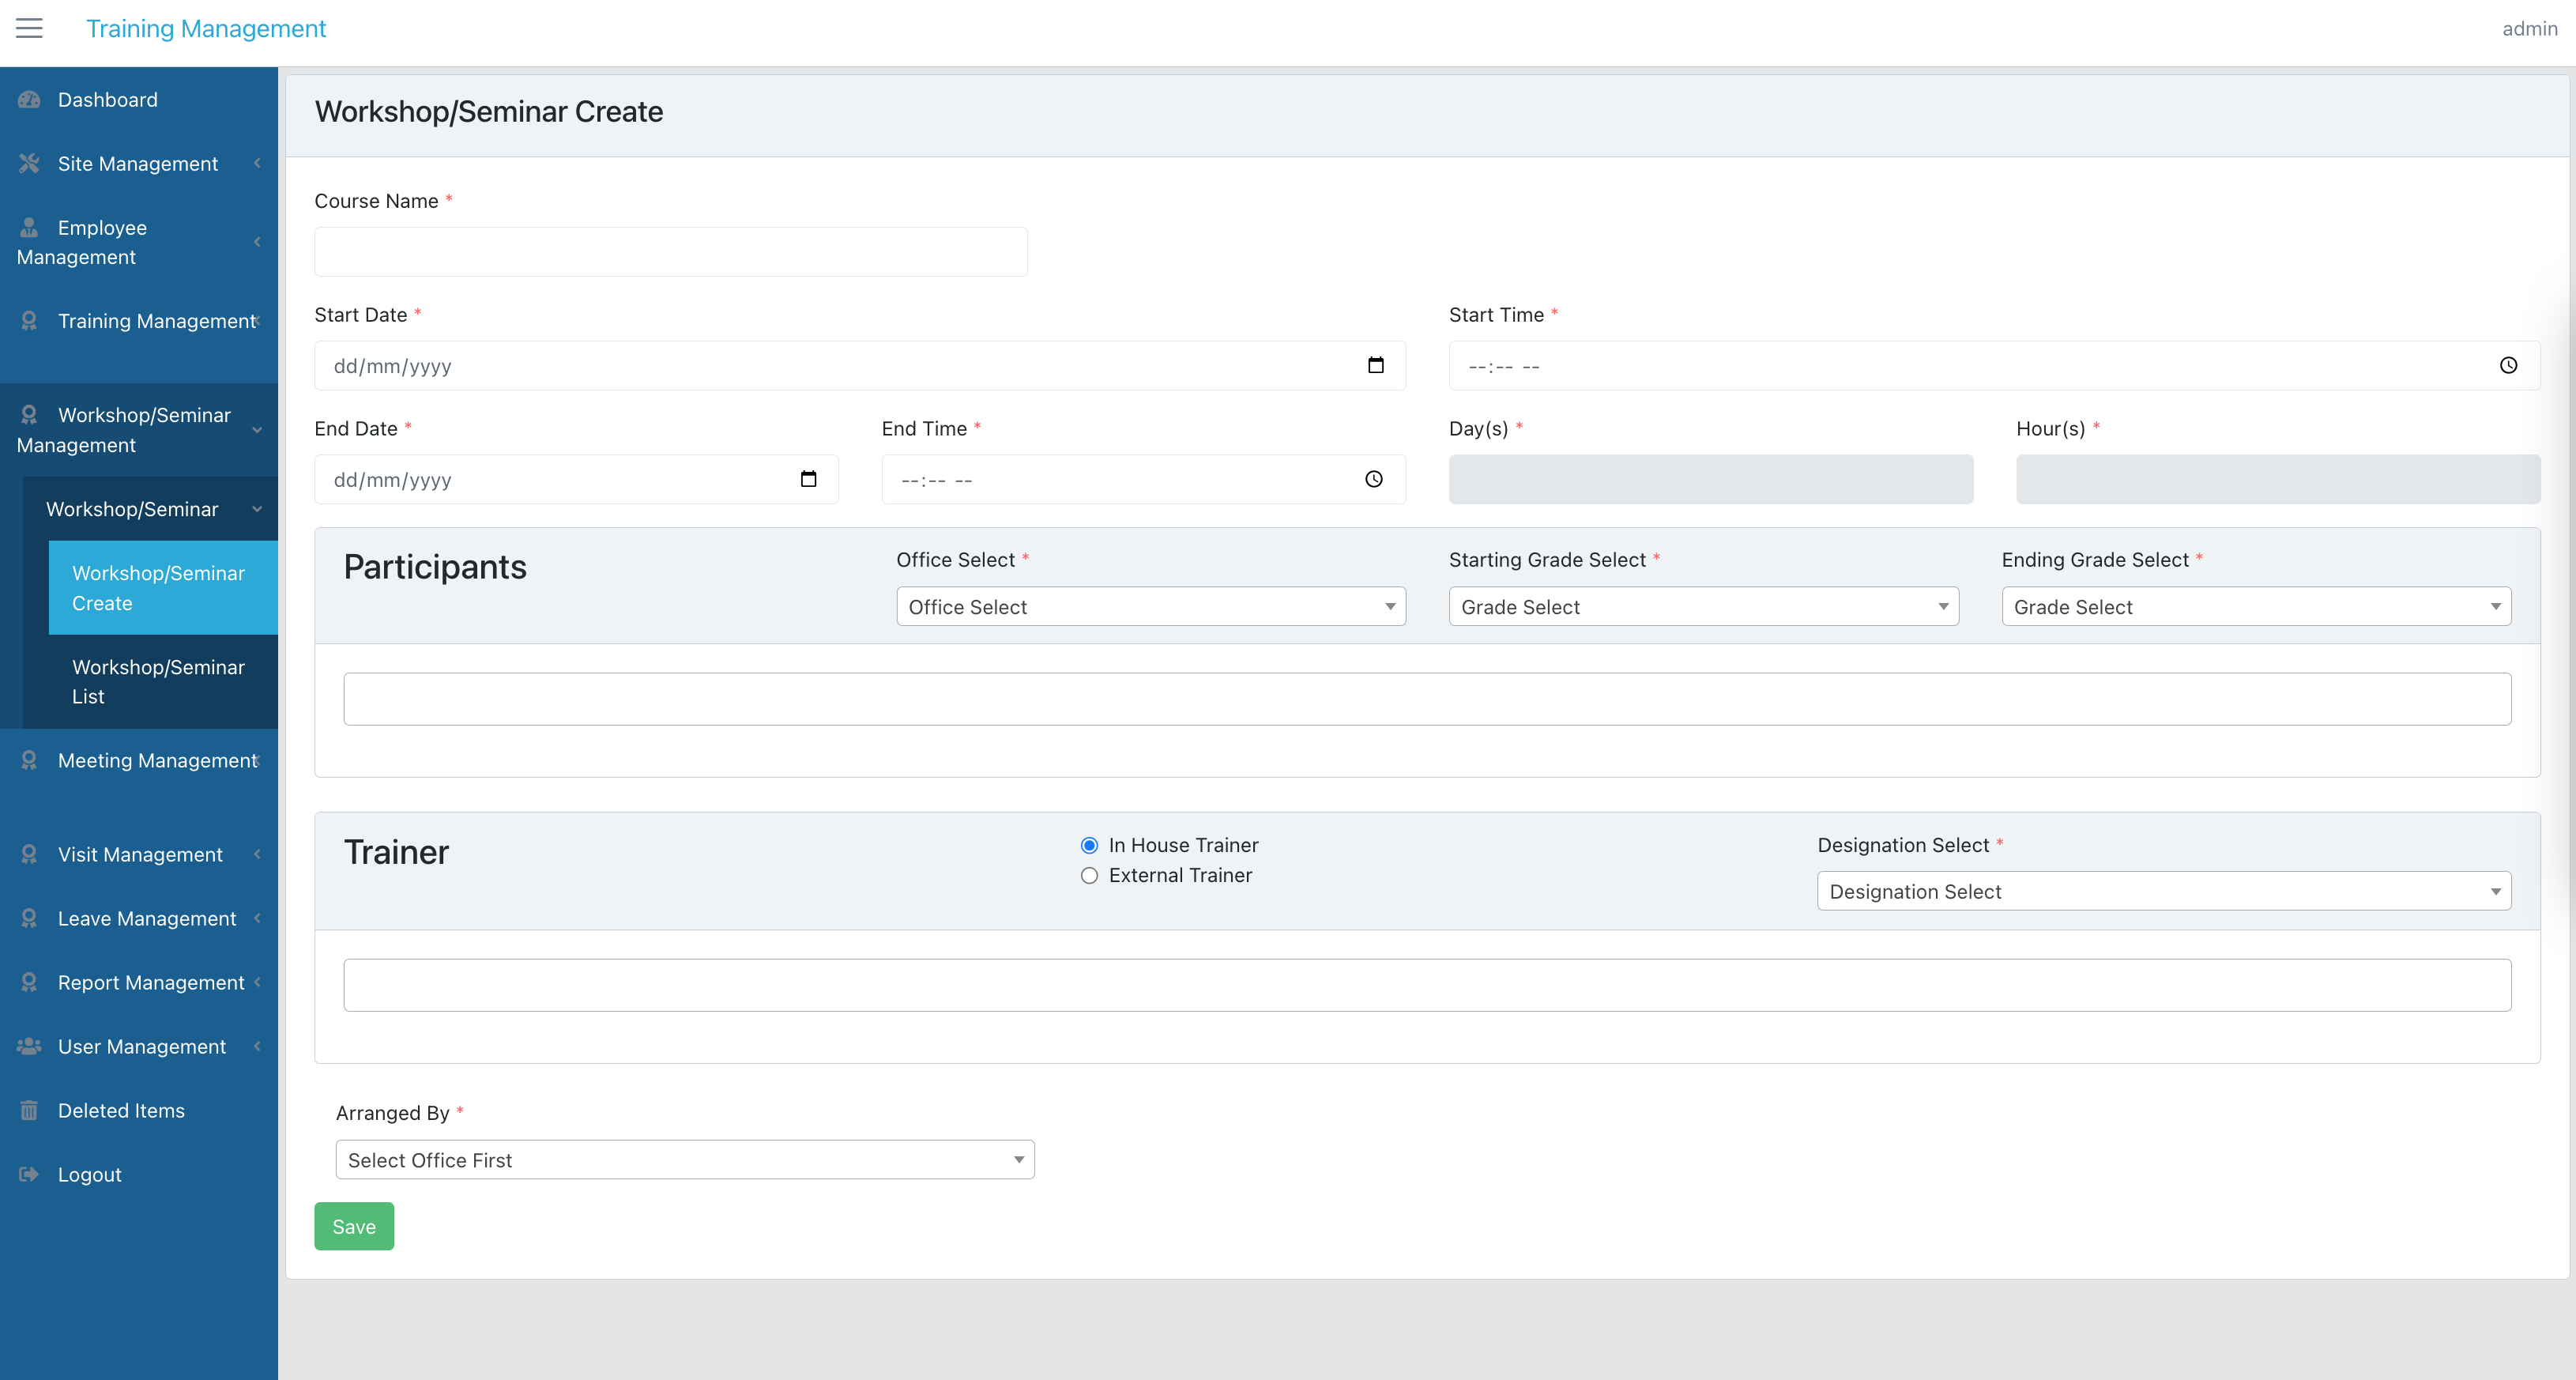 Training Management
admin
Dashboard
Site Management
Employee
Management
Training Management
Workshop/Seminar
Management
Workshop/Seminar
Workshop/Seminar
Create
Workshop/Seminar
List
Meeting Management
Visit Management
Leave Management
Report Management
User Management
Deleted Items
Logout
Workshop/Seminar Create
Course Name *
Start Date *
Start Time *
dd/mm/yyyy
--:-- --
End Date *
End Time *
Day(s) *
Hour(s) *
dd/mm/yyyy
--:-- --
Participants
Office Select *
Starting Grade Select *
Ending Grade Select *
Office Select
Grade Select
Grade Select
Trainer
In House Trainer
External Trainer
Designation Select *
Designation Select
Arranged By *
Select Office First
Save